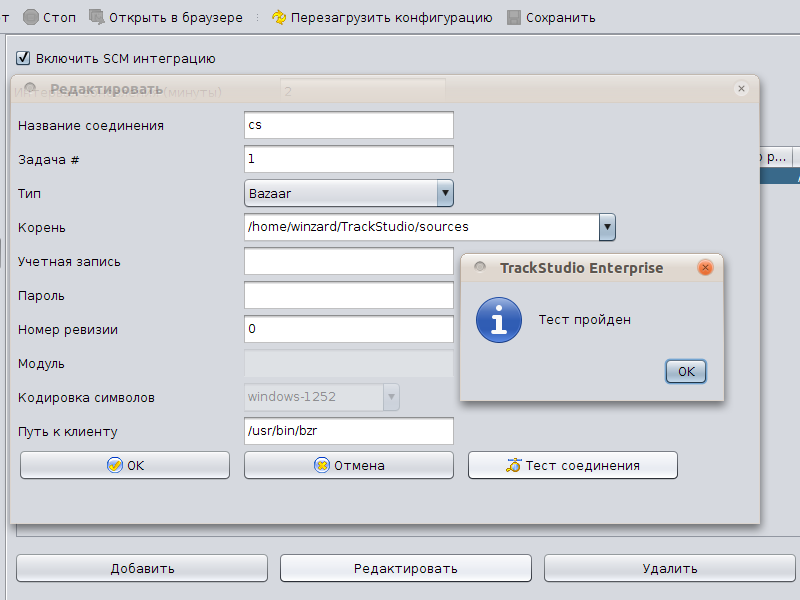 т Стоп Открыть в браузере Перезагрузить конфигурацию Сохранить
Включить SCM интеграцию
Редактировать
(минуты) 2
Название соединения cs
Задача # 1
р...
Тип Bazaar
Корень /home/winzard/TrackStudio/sources
Учетная запись
TrackStudio Enterprise
Пароль
Тест пройден
Номер ревизии 0
Модуль
OK
Кодировка символов windows-1252
Путь к клиенту /usr/bin/bzr
OK Отмена Тест соединения
Добавить Редактировать Удалить